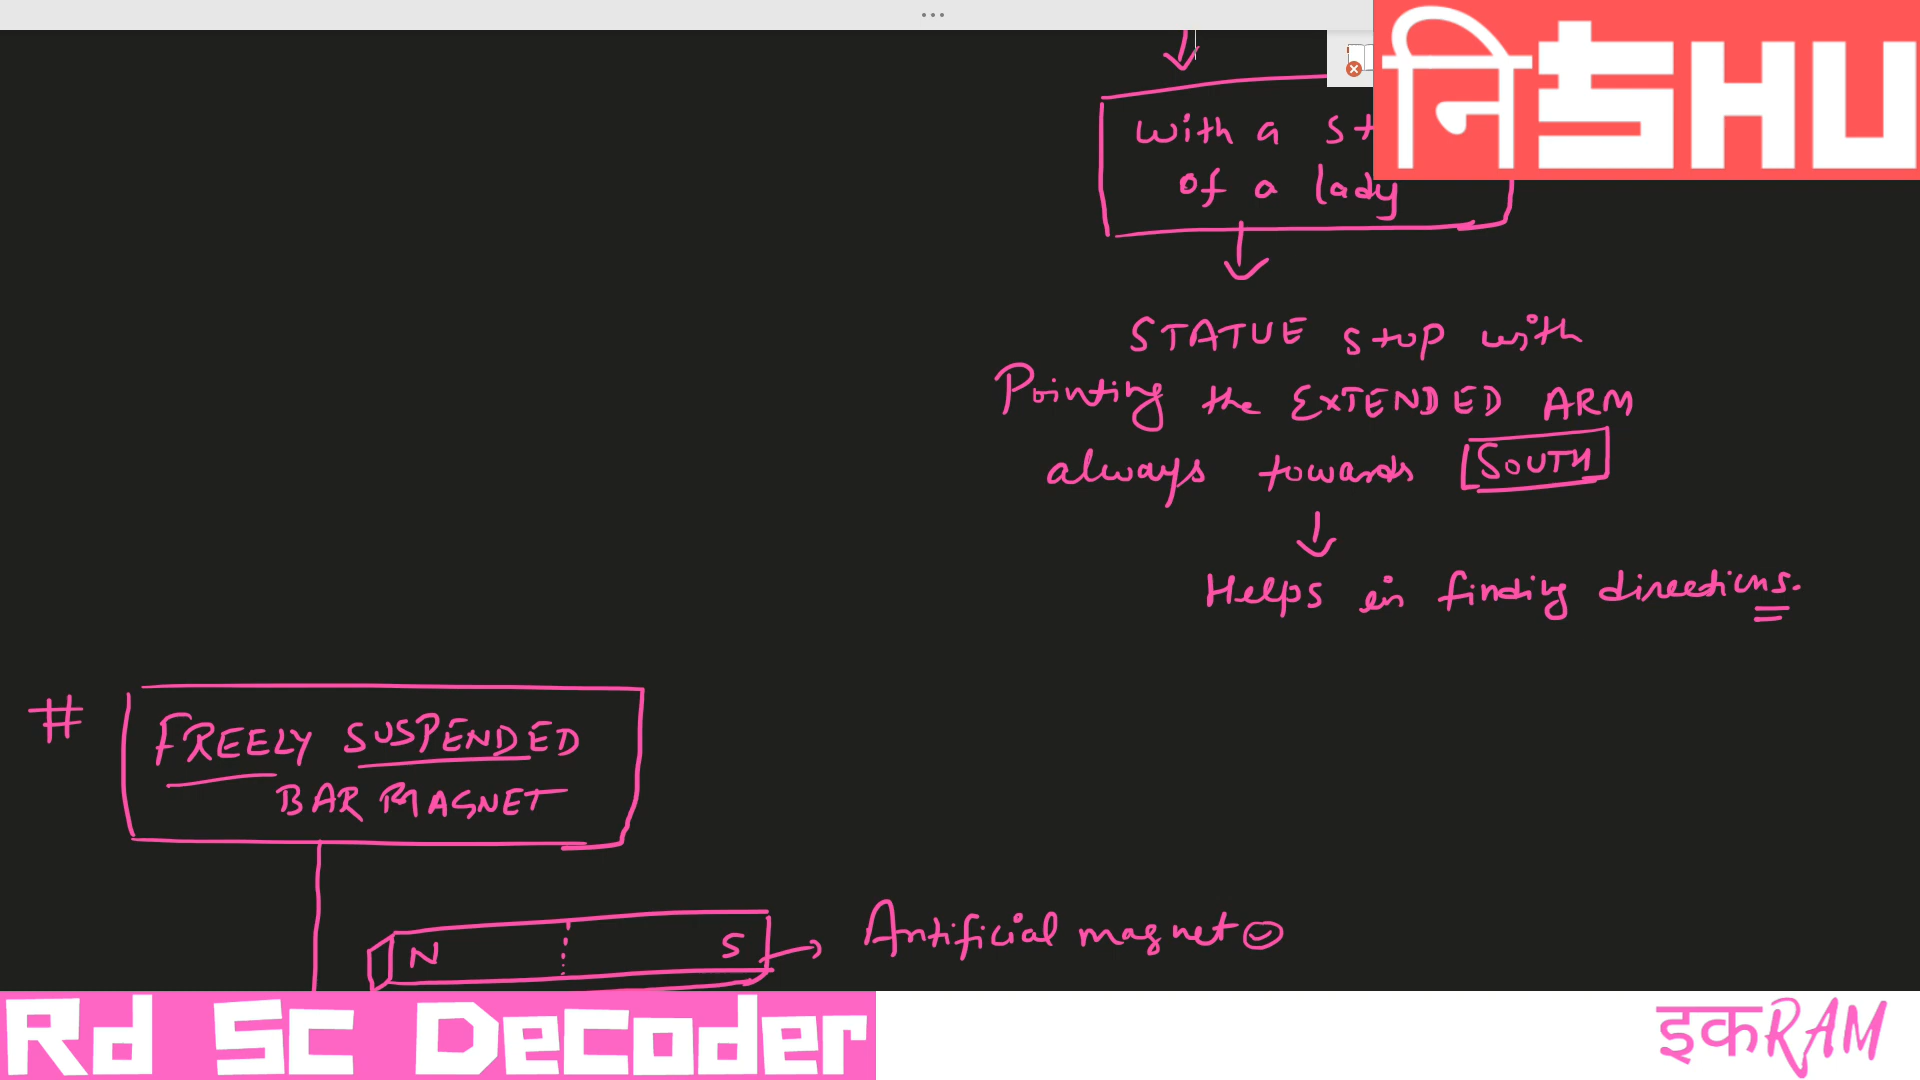 निSHU
with a
of a lady
STATUE stop with
Pointing the EXTENDED ARM
always towards SOUTH
Helps in finding directions.
# FREELY SUSPENDED
BAR MAGNET
N S → Artificial magnet
Rd Sc Decoder
इकRAM